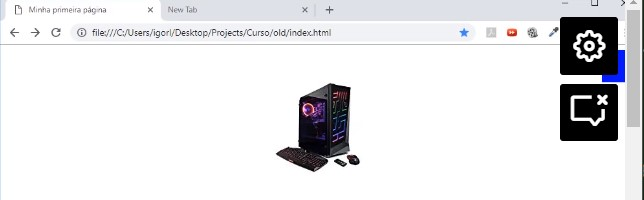 Minha primeira página
New Tab
file:///C:/Users/igorl/Desktop/Projects/Curso/old/index.html